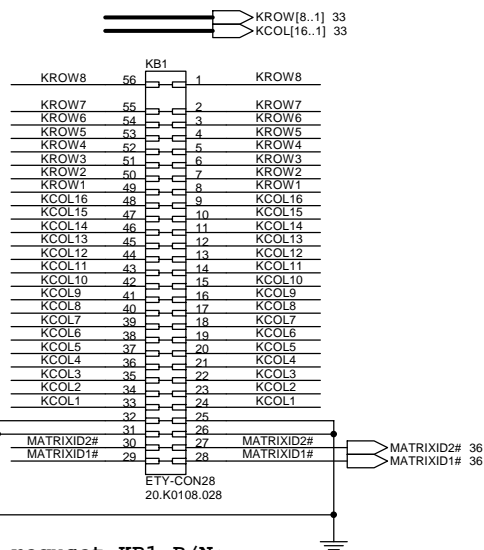 KROW[8..1] 33
KCOL[16..1] 33
KB1
KROW8 56 1 KROW8
KROW7 55 2 KROW7
KROW6 54 3 KROW6
KROW5 53 4 KROW5
KROW4 52 5 KROW4
KROW3 51 6 KROW3
KROW2 50 7 KROW2
KROW1 49 8 KROW1
KCOL16 48 9 KCOL16
KCOL15 47 10 KCOL15
KCOL14 46 11 KCOL14
KCOL13 45 12 KCOL13
KCOL12 44 13 KCOL12
KCOL11 43 14 KCOL11
KCOL10 42 15 KCOL10
KCOL9 41 16 KCOL9
KCOL8 40 17 KCOL8
KCOL7 39 18 KCOL7
KCOL6 38 19 KCOL6
KCOL5 37 20 KCOL5
KCOL4 36 21 KCOL4
KCOL3 35 22 KCOL3
KCOL2 34 23 KCOL2
KCOL1 33 24 KCOL1
32 25
31 26
MATRIXID2# 30 27 MATRIXID2# MATRIXID2# 36
MATRIXID1# 29 28 MATRIXID1# MATRIXID1# 36
ETY-CON28
20.K0108.028
KB1 P/N